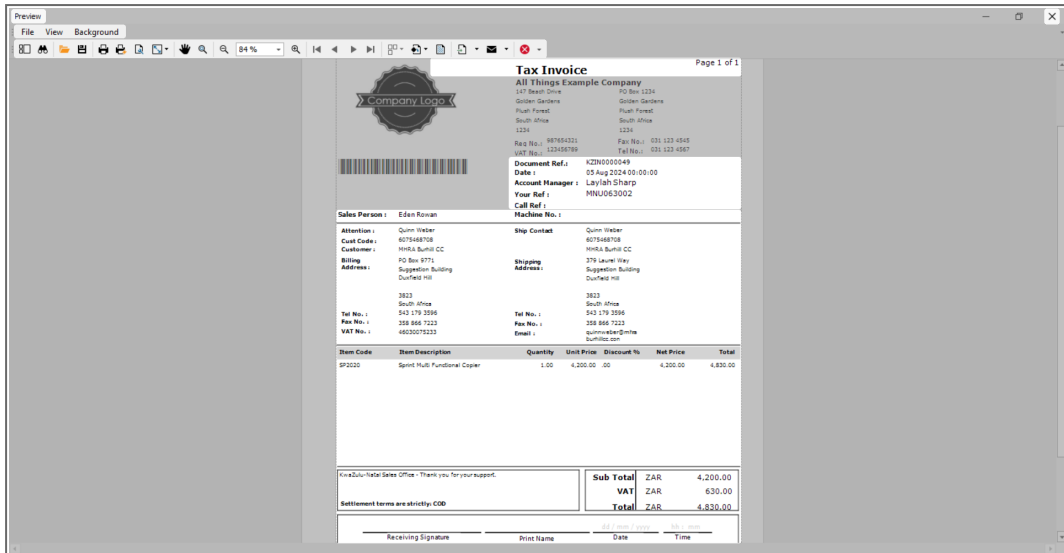 Preview
File View Background
84 %
Page 1 of 1
Tax Invoice
Company Logo
All Things Example Company
147 Beach Drive PO Box 1234
Golden Gardens Golden Gardens
Plush Forest Plush Forest
South Africa South Africa
1234 1234
Reg No.: 987654321 Fax No.: 031 123 4545
VAT No.: 123456789 Tel No.: 031 123 4567
Document Ref.: KZIN0000049
Date : 05 Aug 2024 00:00:00
Account Manager : Laylah Sharp
Your Ref : MNU063002
Call Ref :
Sales Person : Eden Rowan Machine No. :
Attention : Quinn Weber Ship Contact Quinn Weber
Cust Code : 6075468708 6075468708
Customer : MHRA Burhill CC MHRA Burhill CC
Billing Address : PO Box 9771 Shipping Address : 379 Laurel Way
Suggestion Building Suggestion Building
Duxfield Hill Duxfield Hill
3823 3823
South Africa South Africa
Tel No. : 543 179 3596 Tel No. : 543 179 3596
Fax No. : 358 866 7223 Fax No. : 358 866 7223
VAT No. : 46030075233 Email : quinnweber@mhra
burhillcc.con
Item Code Item Description Quantity Unit Price Discount % Net Price Total
SP2020 Sprint Multi Functional Copier 1.00 4,200.00 .00 4,200.00 4,830.00
KwaZulu-Natal Sales Office - Thank you for your support.
Sub Total ZAR 4,200.00
VAT ZAR 630.00
Settlement terms are strictly: COD
Total ZAR 4,830.00
dd / mm / yyyy hh : mm
Receiving Signature Print Name Date Time